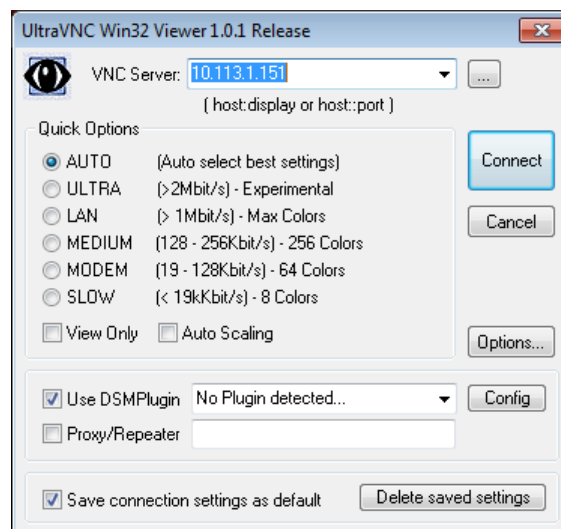 UltraVNC Win32 Viewer 1.0.1 Release
VNC Server: 10.113.1.151 ...
( host:display or host::port )
Quick Options
AUTO (Auto select best settings)
ULTRA (>2Mbit/s) - Experimental
LAN (> 1Mbit/s) - Max Colors
MEDIUM (128 - 256Kbit/s) - 256 Colors
MODEM (19 - 128Kbit/s) - 64 Colors
SLOW (< 19kKbit/s) - 8 Colors
View Only Auto Scaling
Connect
Cancel
Options...
Use DSMPlugin No Plugin detected... Config
Proxy/Repeater
Save connection settings as default Delete saved settings